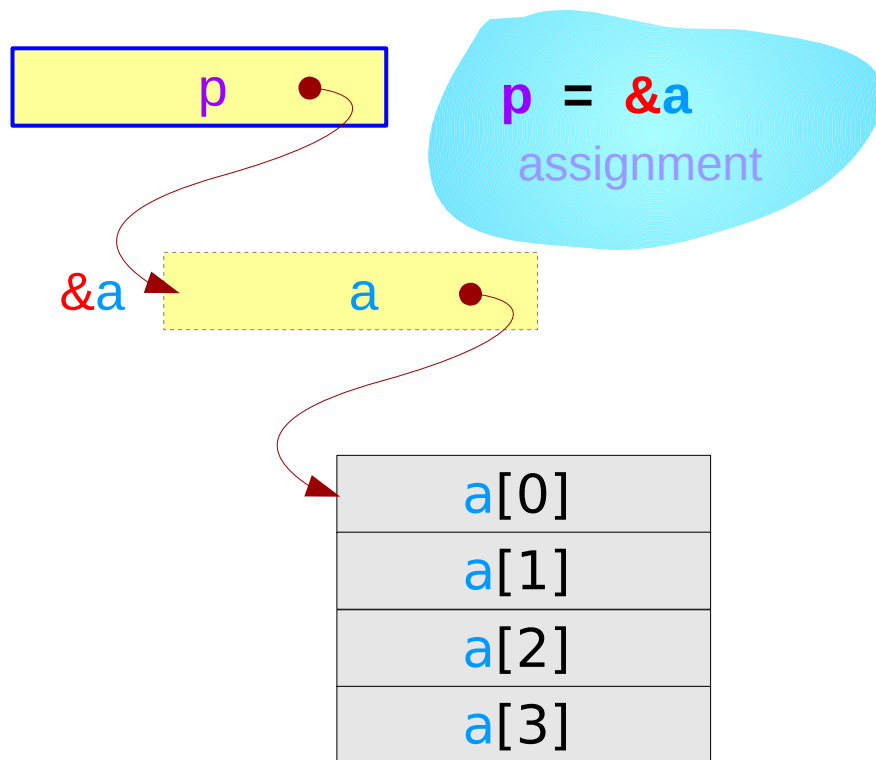 p
p = &a
assignment
&a
a
a[0]
a[1]
a[2]
a[3]